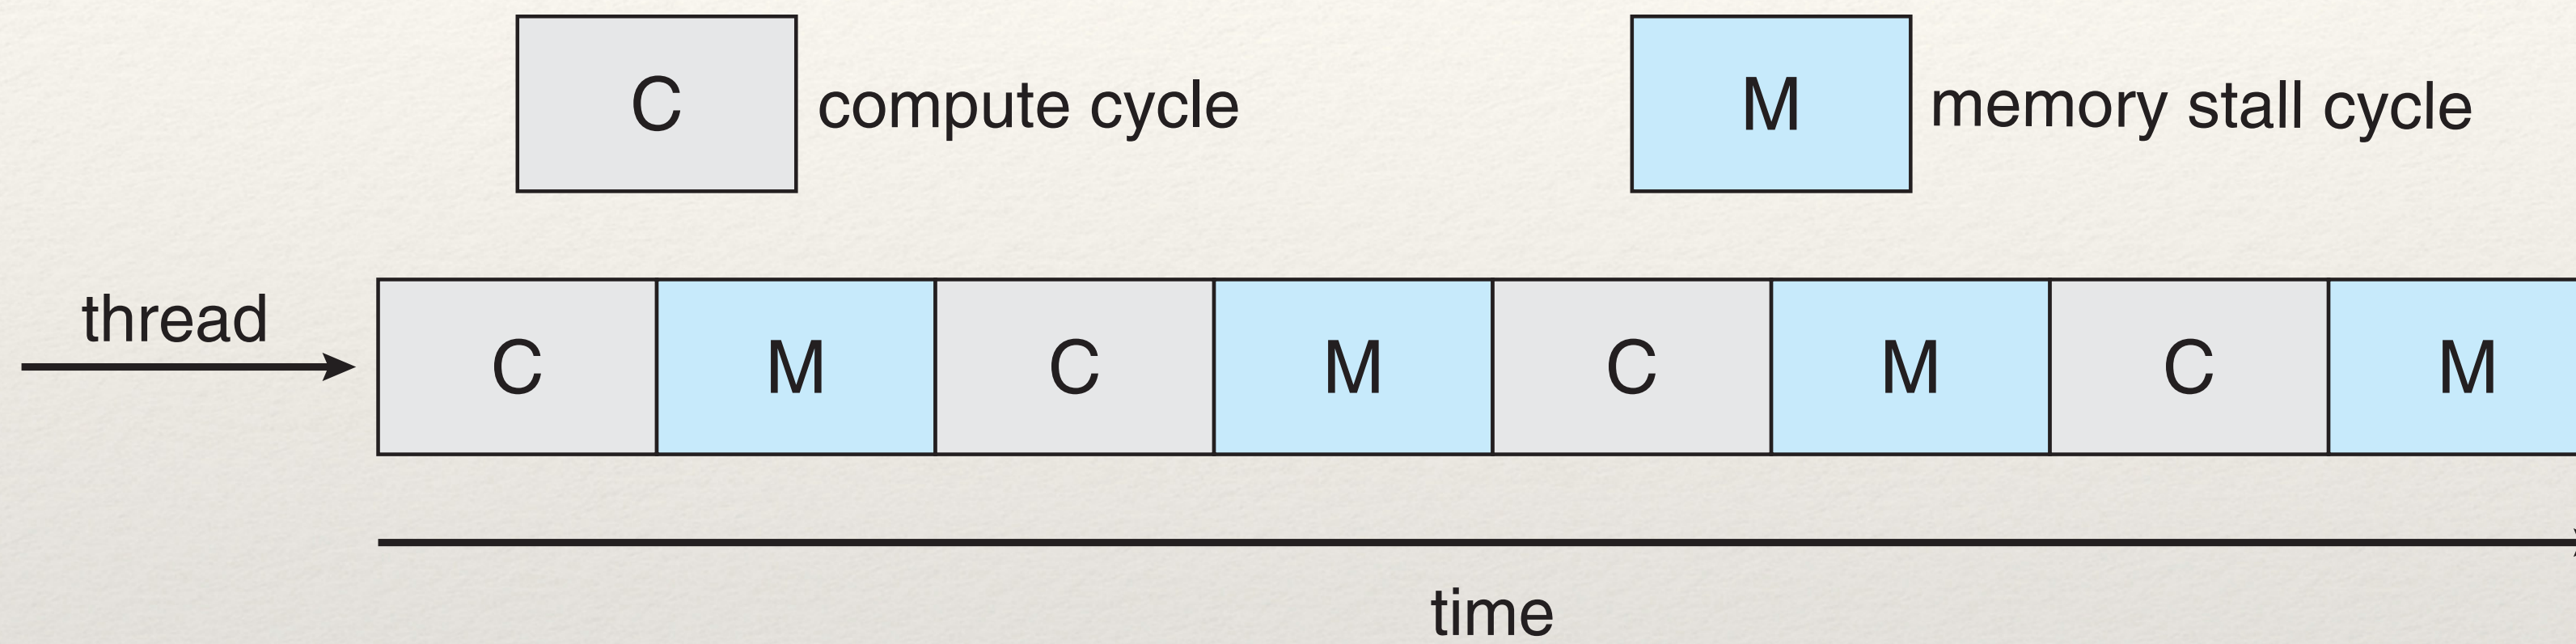 C compute cycle M memory stall cycle
thread
C M C M C M C M
time